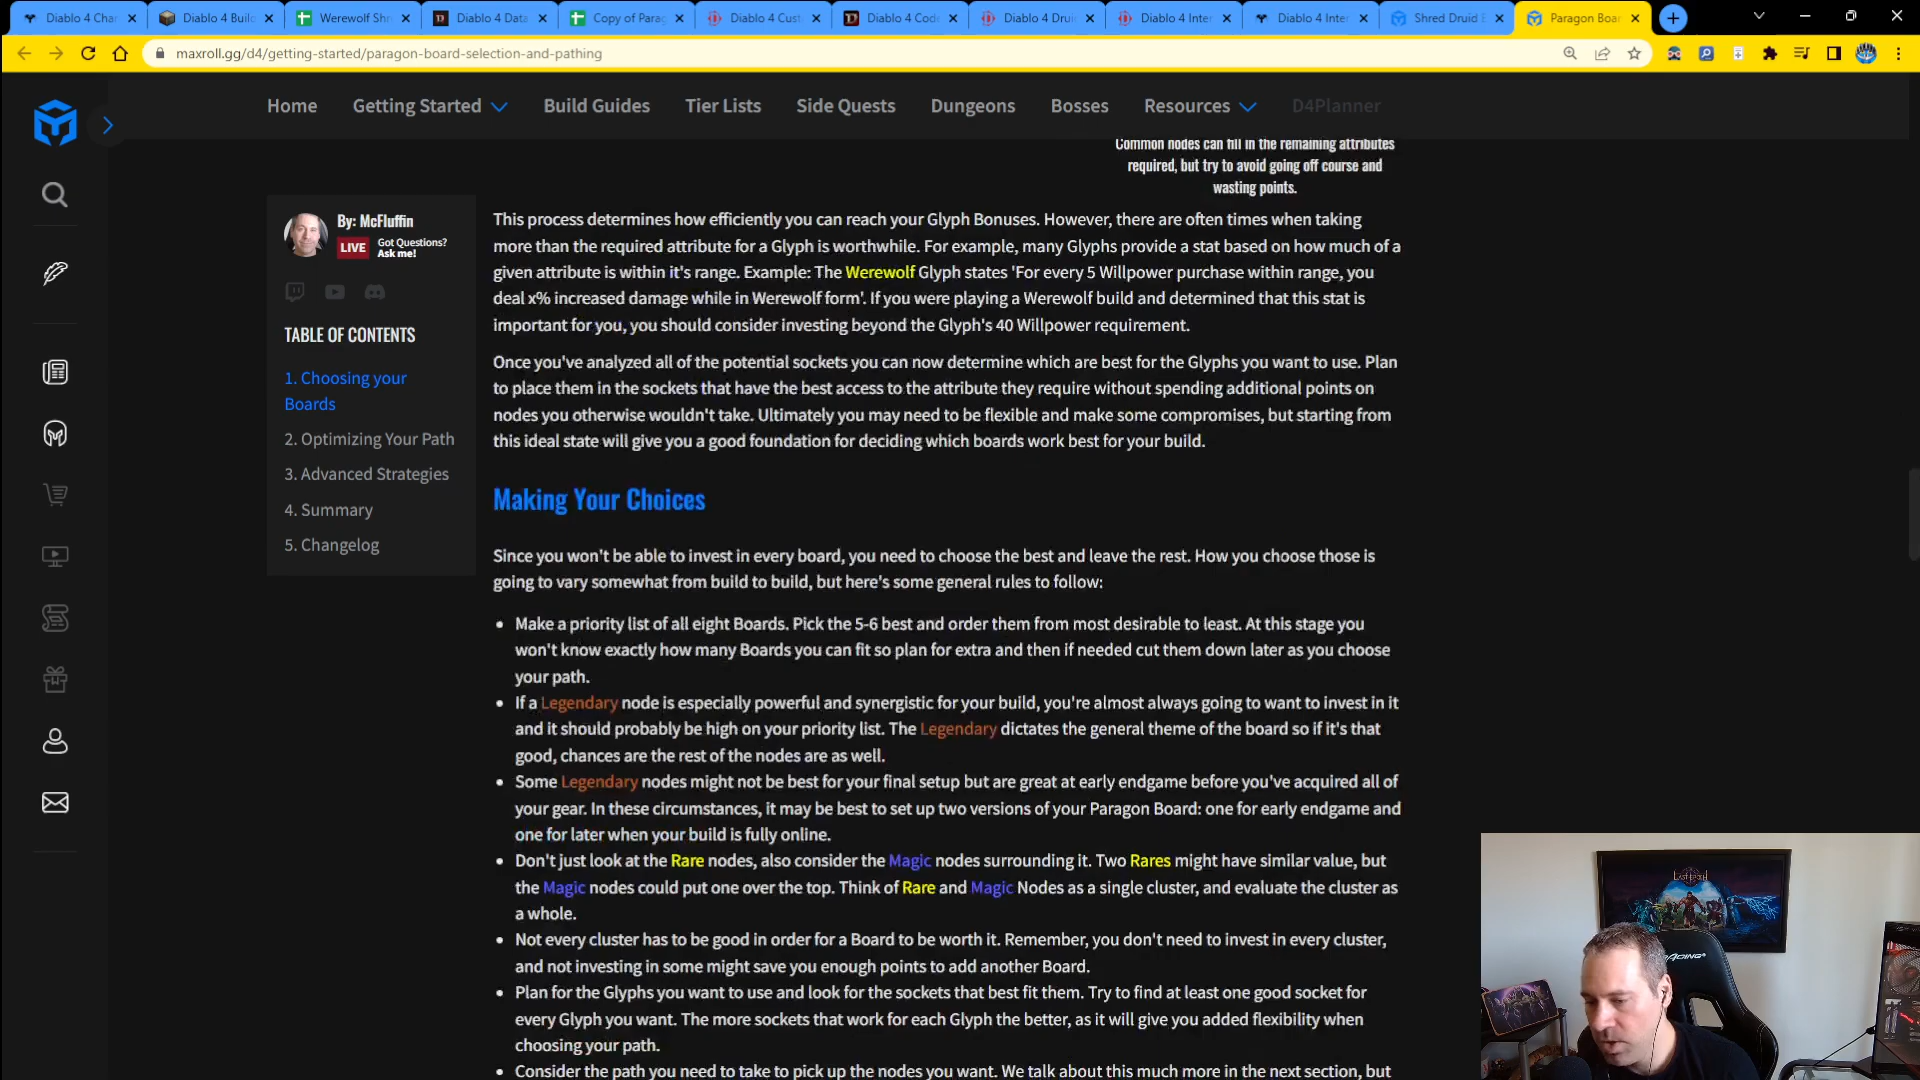 Diablo 4 Char
Diablo 4 Build
Werewolf Shr
Diablo 4 Data
Copy of Parag
Diablo 4 Cust
Diablo 4 Code
Diablo 4 Drui
Diablo 4 Inter
Diablo 4 Inter
Shred Druid E
Paragon Boar
maxroll.gg/d4/getting-started/paragon-board-selection-and-pathing
Home
Getting Started
Build Guides
Tier Lists
Side Quests
Dungeons
Bosses
Resources
D4Planner
Common nodes can fill in the remaining attributes
required, but try to avoid going off course and
wasting points.
By: McFluffin
LIVE
Got Questions?
Ask me!
TABLE OF CONTENTS
1. Choosing your
Boards
2. Optimizing Your Path
3. Advanced Strategies
4. Summary
5. Changelog
This process determines how efficiently you can reach your Glyph Bonuses. However, there are often times when taking
more than the required attribute for a Glyph is worthwhile. For example, many Glyphs provide a stat based on how much of a
given attribute is within it's range. Example: The Werewolf Glyph states 'For every 5 Willpower purchase within range, you
deal x% increased damage while in Werewolf form'. If you were playing a Werewolf build and determined that this stat is
important for you, you should consider investing beyond the Glyph's 40 Willpower requirement.
Once you've analyzed all of the potential sockets you can now determine which are best for the Glyphs you want to use. Plan
to place them in the sockets that have the best access to the attribute they require without spending additional points on
nodes you otherwise wouldn't take. Ultimately you may need to be flexible and make some compromises, but starting from
this ideal state will give you a good foundation for deciding which boards work best for your build.
Making Your Choices
Since you won't be able to invest in every board, you need to choose the best and leave the rest. How you choose those is
going to vary somewhat from build to build, but here's some general rules to follow:
• Make a priority list of all eight Boards. Pick the 5-6 best and order them from most desirable to least. At this stage you
won't know exactly how many Boards you can fit so plan for extra and then if needed cut them down later as you choose
your path.
• If a Legendary node is especially powerful and synergistic for your build, you're almost always going to want to invest in it
and it should probably be high on your priority list. The Legendary dictates the general theme of the board so if it's that
good, chances are the rest of the nodes are as well.
• Some Legendary nodes might not be best for your final setup but are great at early endgame before you've acquired all of
your gear. In these circumstances, it may be best to set up two versions of your Paragon Board: one for early endgame and
one for later when your build is fully online.
• Don't just look at the Rare nodes, also consider the Magic nodes surrounding it. Two Rares might have similar value, but
the Magic nodes could put one over the top. Think of Rare and Magic Nodes as a single cluster, and evaluate the cluster as
a whole.
• Not every cluster has to be good in order for a Board to be worth it. Remember, you don't need to invest in every cluster,
and not investing in some might save you enough points to add another Board.
• Plan for the Glyphs you want to use and look for the sockets that best fit them. Try to find at least one good socket for
every Glyph you want. The more sockets that work for each Glyph the better, as it will give you added flexibility when
choosing your path.
• Consider the path you need to take to pick up the nodes you want. We talk about this much more in the next section, but
LAST EPOCH